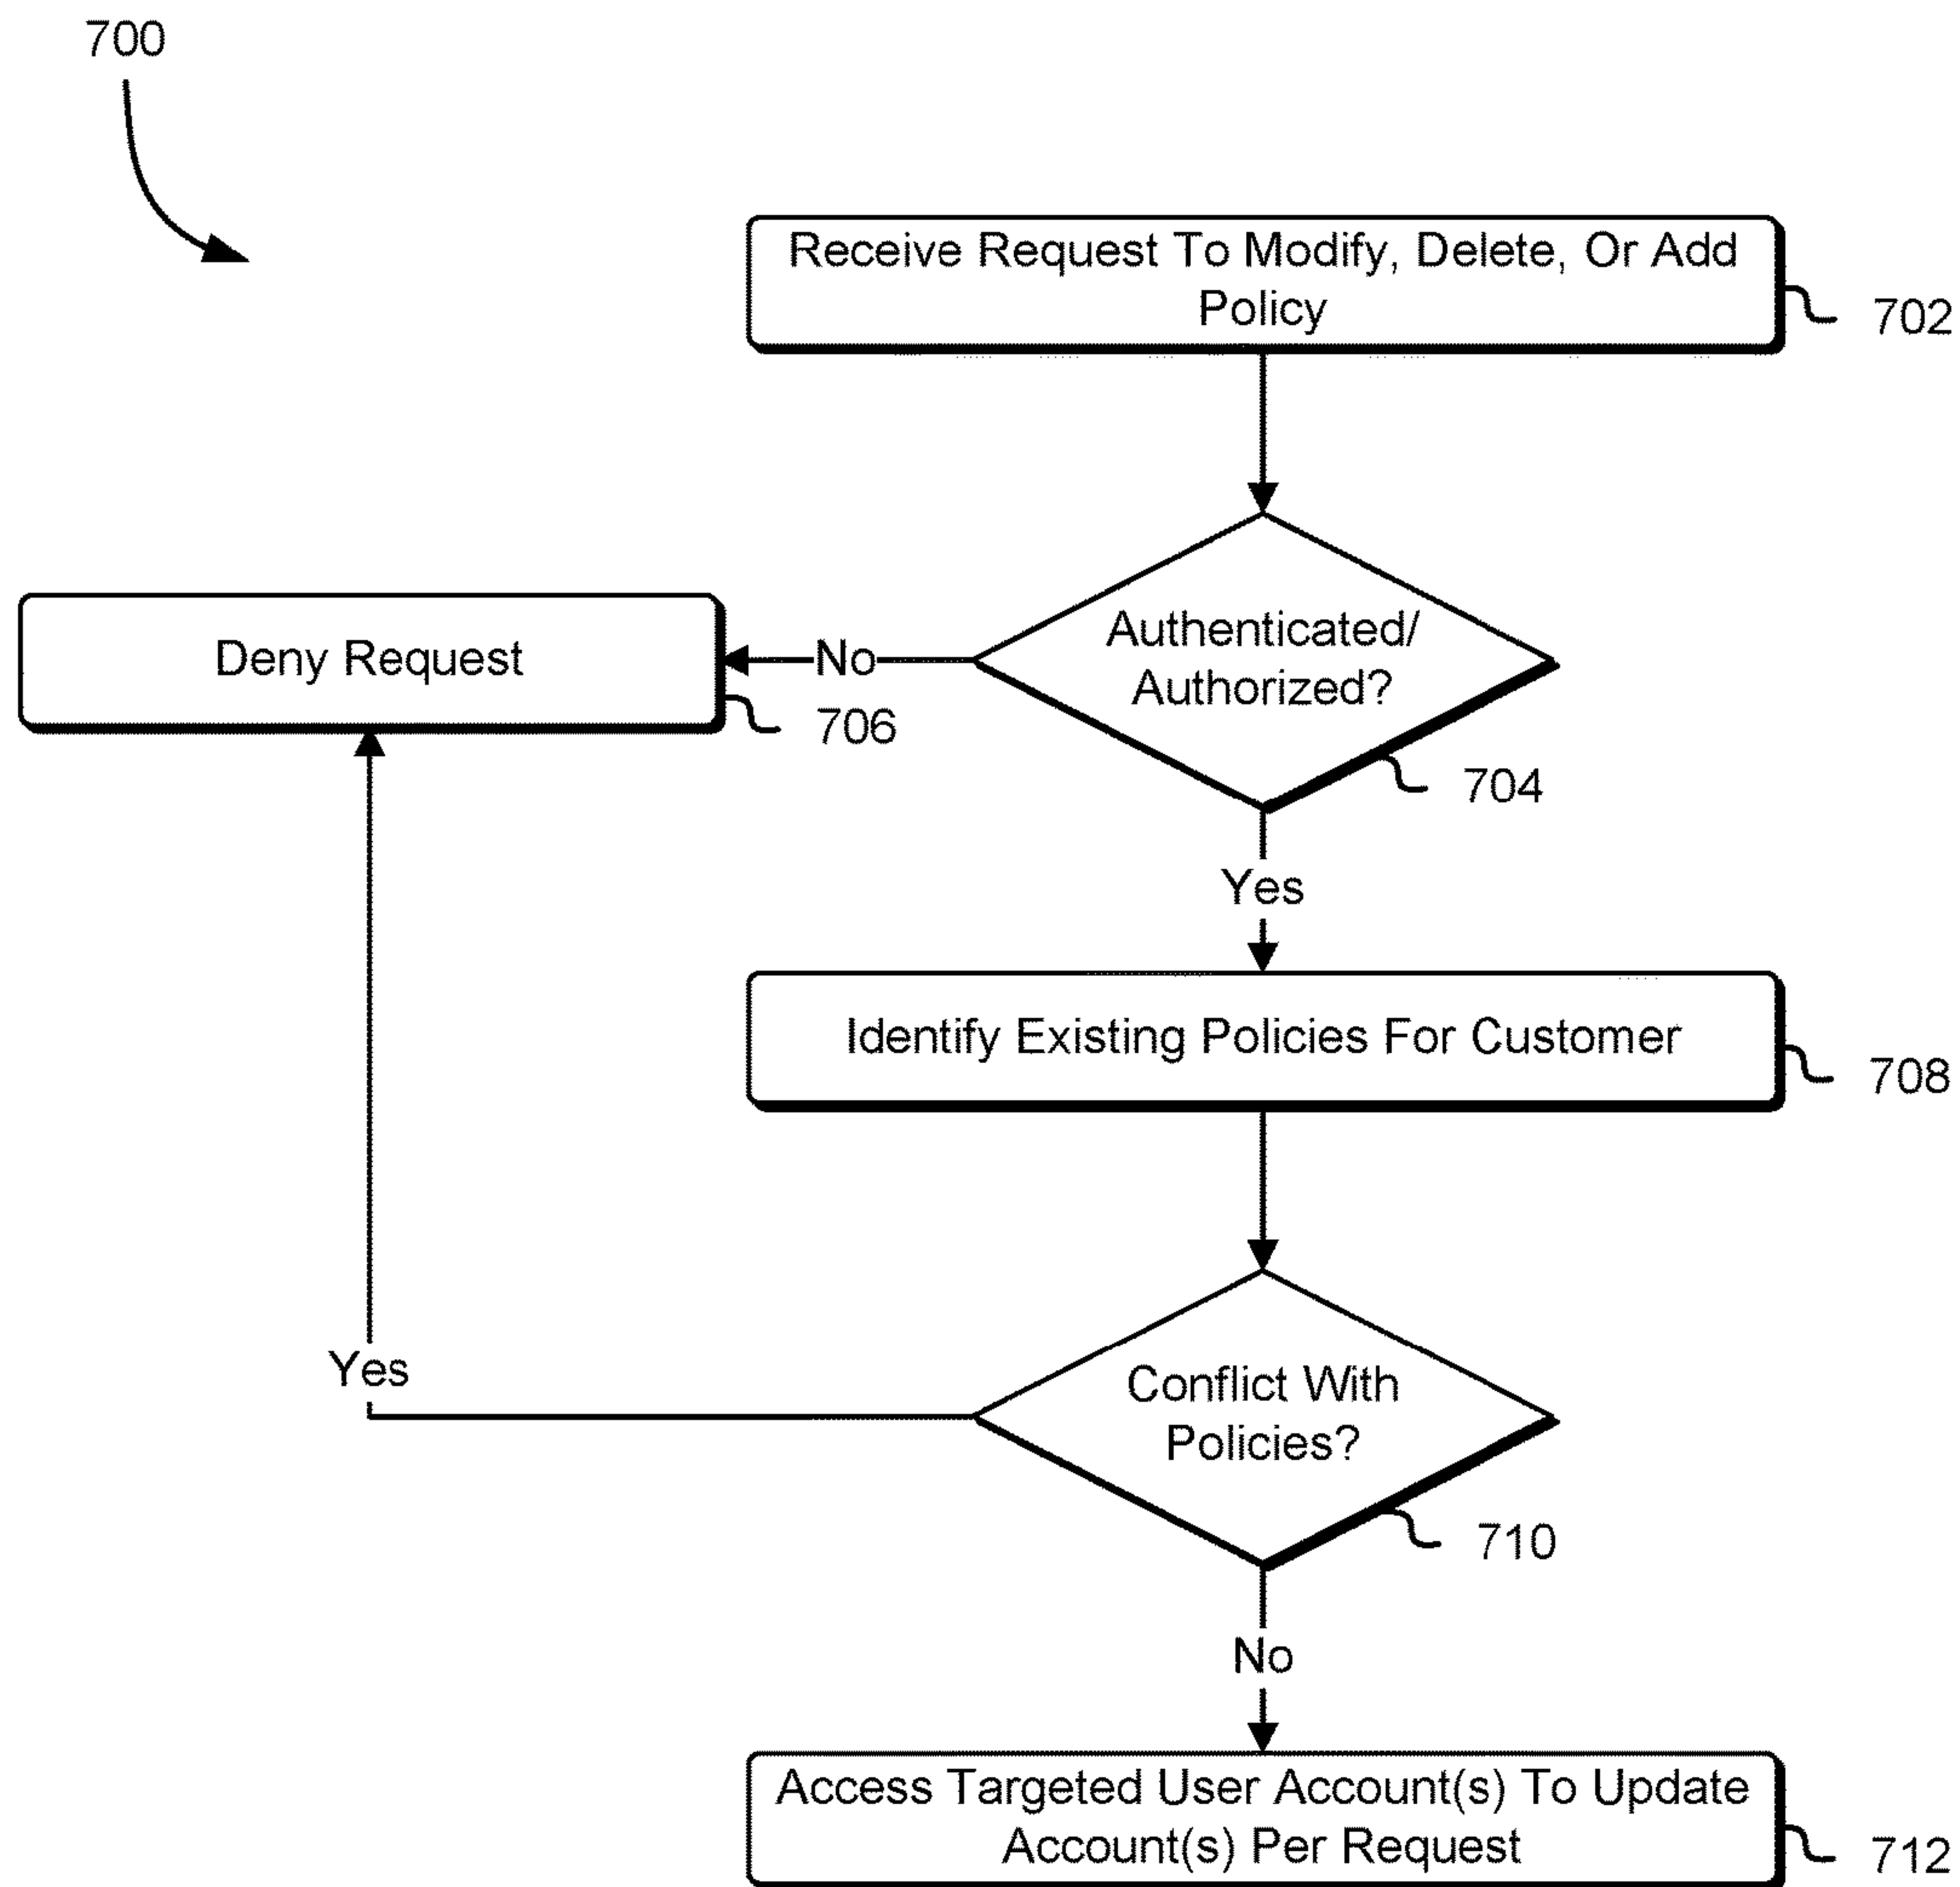 700
Receive Request To Modify, Delete, Or Add
Policy
702
Authenticated/
Authorized?
704
No
Deny Request
706
Yes
Identify Existing Policies For Customer
708
Conflict With
Policies?
710
Yes
No
Access Targeted User Account(s) To Update
Account(s) Per Request
712